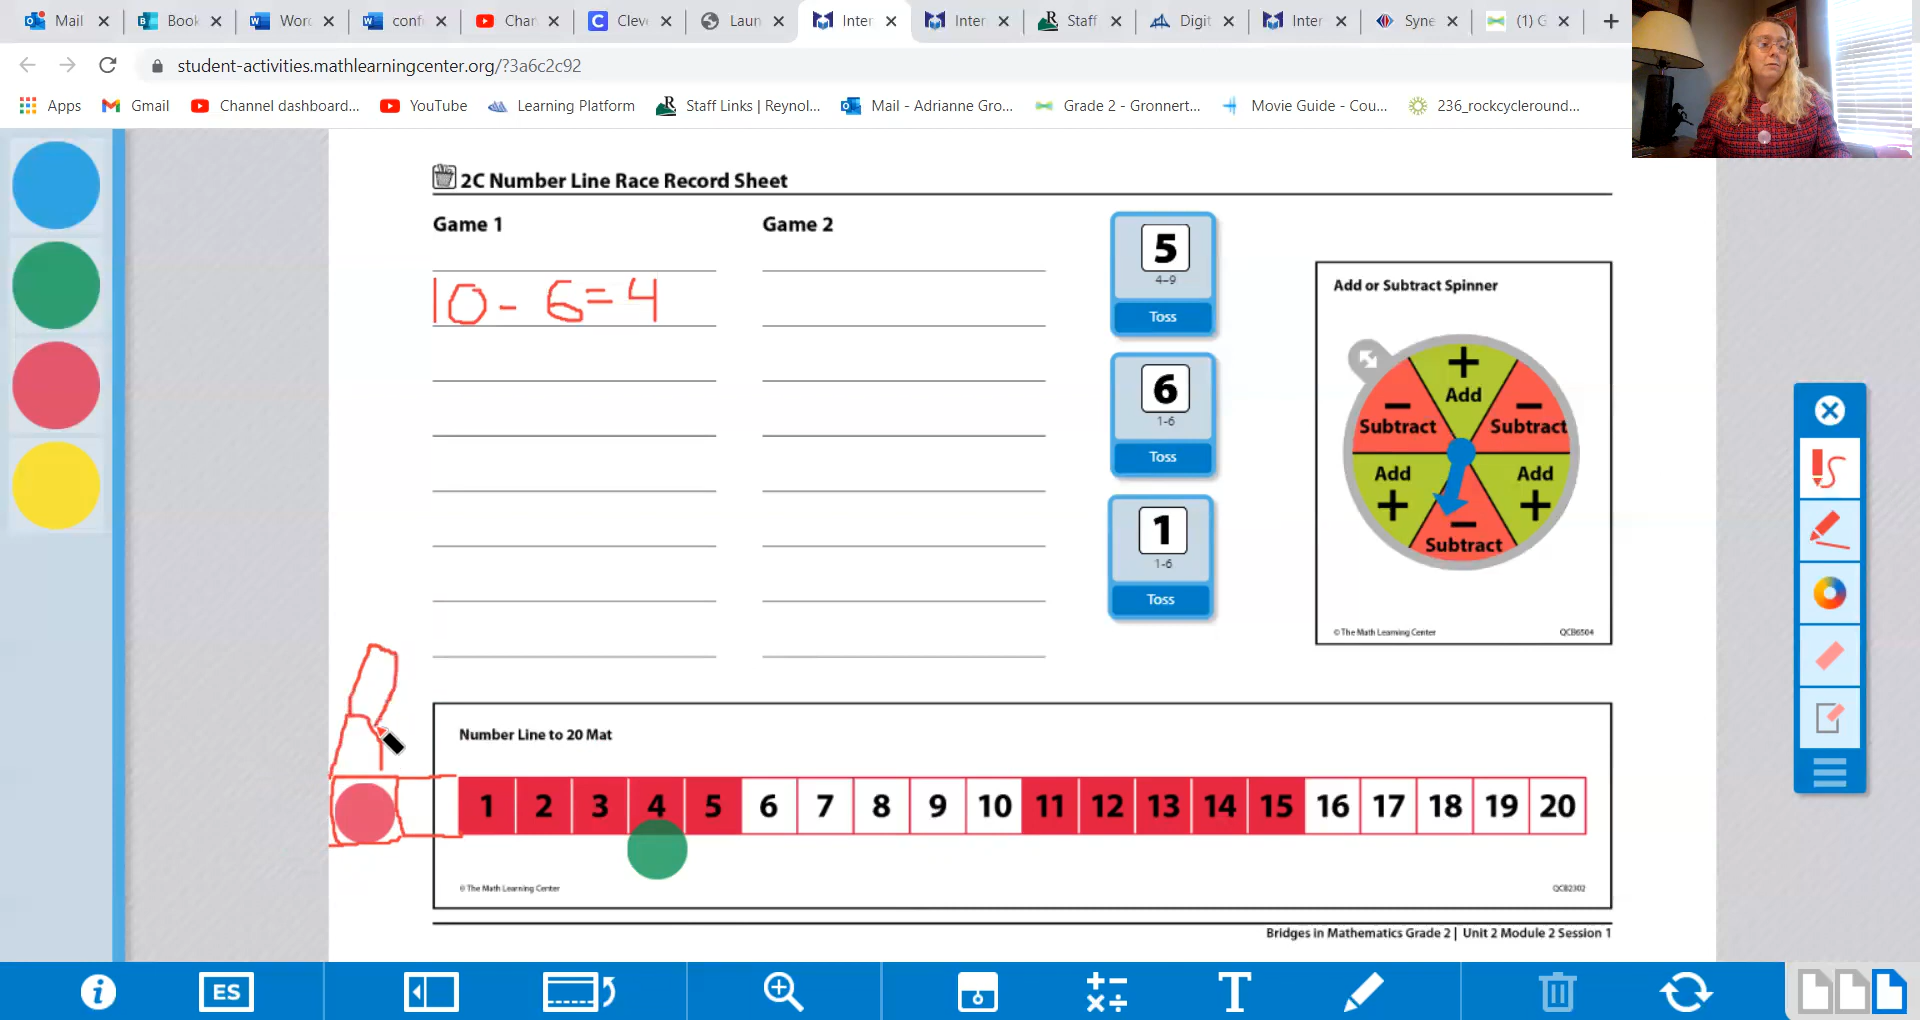 Mail Book Word conf Char Cleve Laun Inter Inter Staff Digit Inter Syne (1) G
student-activities.mathlearningcenter.org/?3a6c2c92
Apps Gmail Channel dashboard... YouTube Learning Platform Staff Links | Reynol... Mail - Adrianne Gro... Grade 2 - Gronnert... Movie Guide - Cou... 236_rockcycleround...
2C Number Line Race Record Sheet
Game 1 Game 2
10 - 6 = 4
5
4–9
Toss
6
1-6
Toss
1
1-6
Toss
Add or Subtract Spinner
+ Add
− Subtract
Add +
− Subtract
Add +
− Subtract
© The Math Learning Center QCB6504
Number Line to 20 Mat
1 2 3 4 5 6 7 8 9 10 11 12 13 14 15 16 17 18 19 20
© The Math Learning Center QCB2302
Bridges in Mathematics Grade 2 | Unit 2 Module 2 Session 1
i ES T